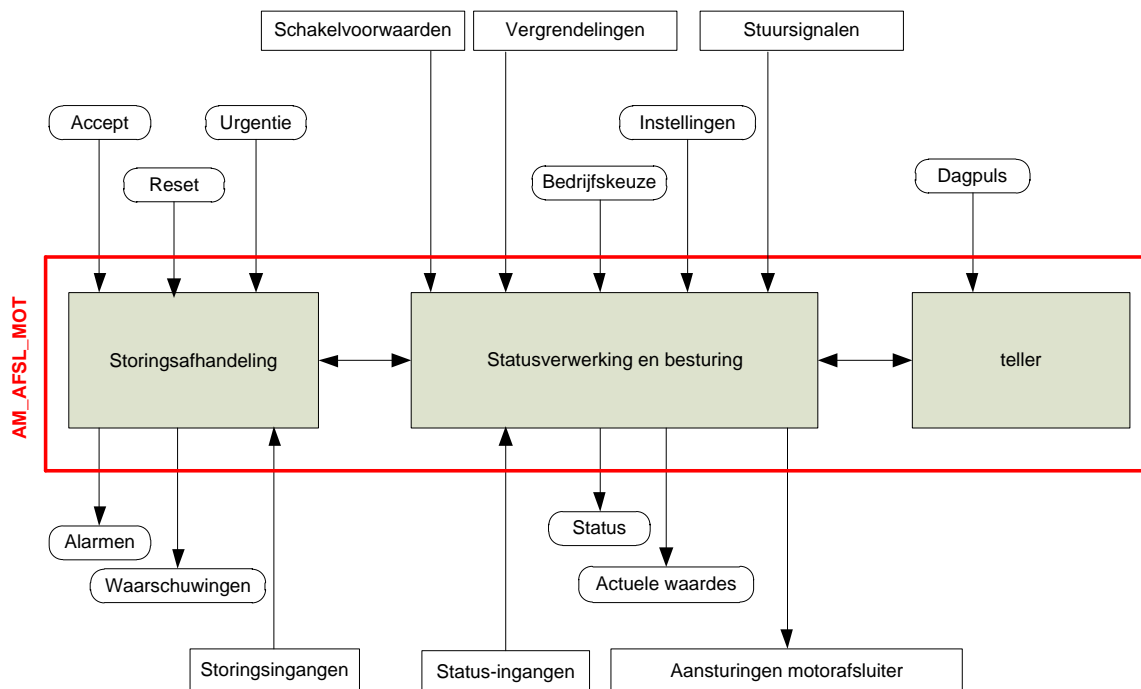 Schakelvoorwaarden
Vergrendelingen
Stuursignalen
Accept
Urgentie
Instellingen
Reset
Bedrijfskeuze
Dagpuls
AM_AFSL_MOT
Storingsafhandeling
Statusverwerking en besturing
teller
Alarmen
Status
Waarschuwingen
Actuele waardes
Storingsingangen
Status-ingangen
Aansturingen motorafsluiter